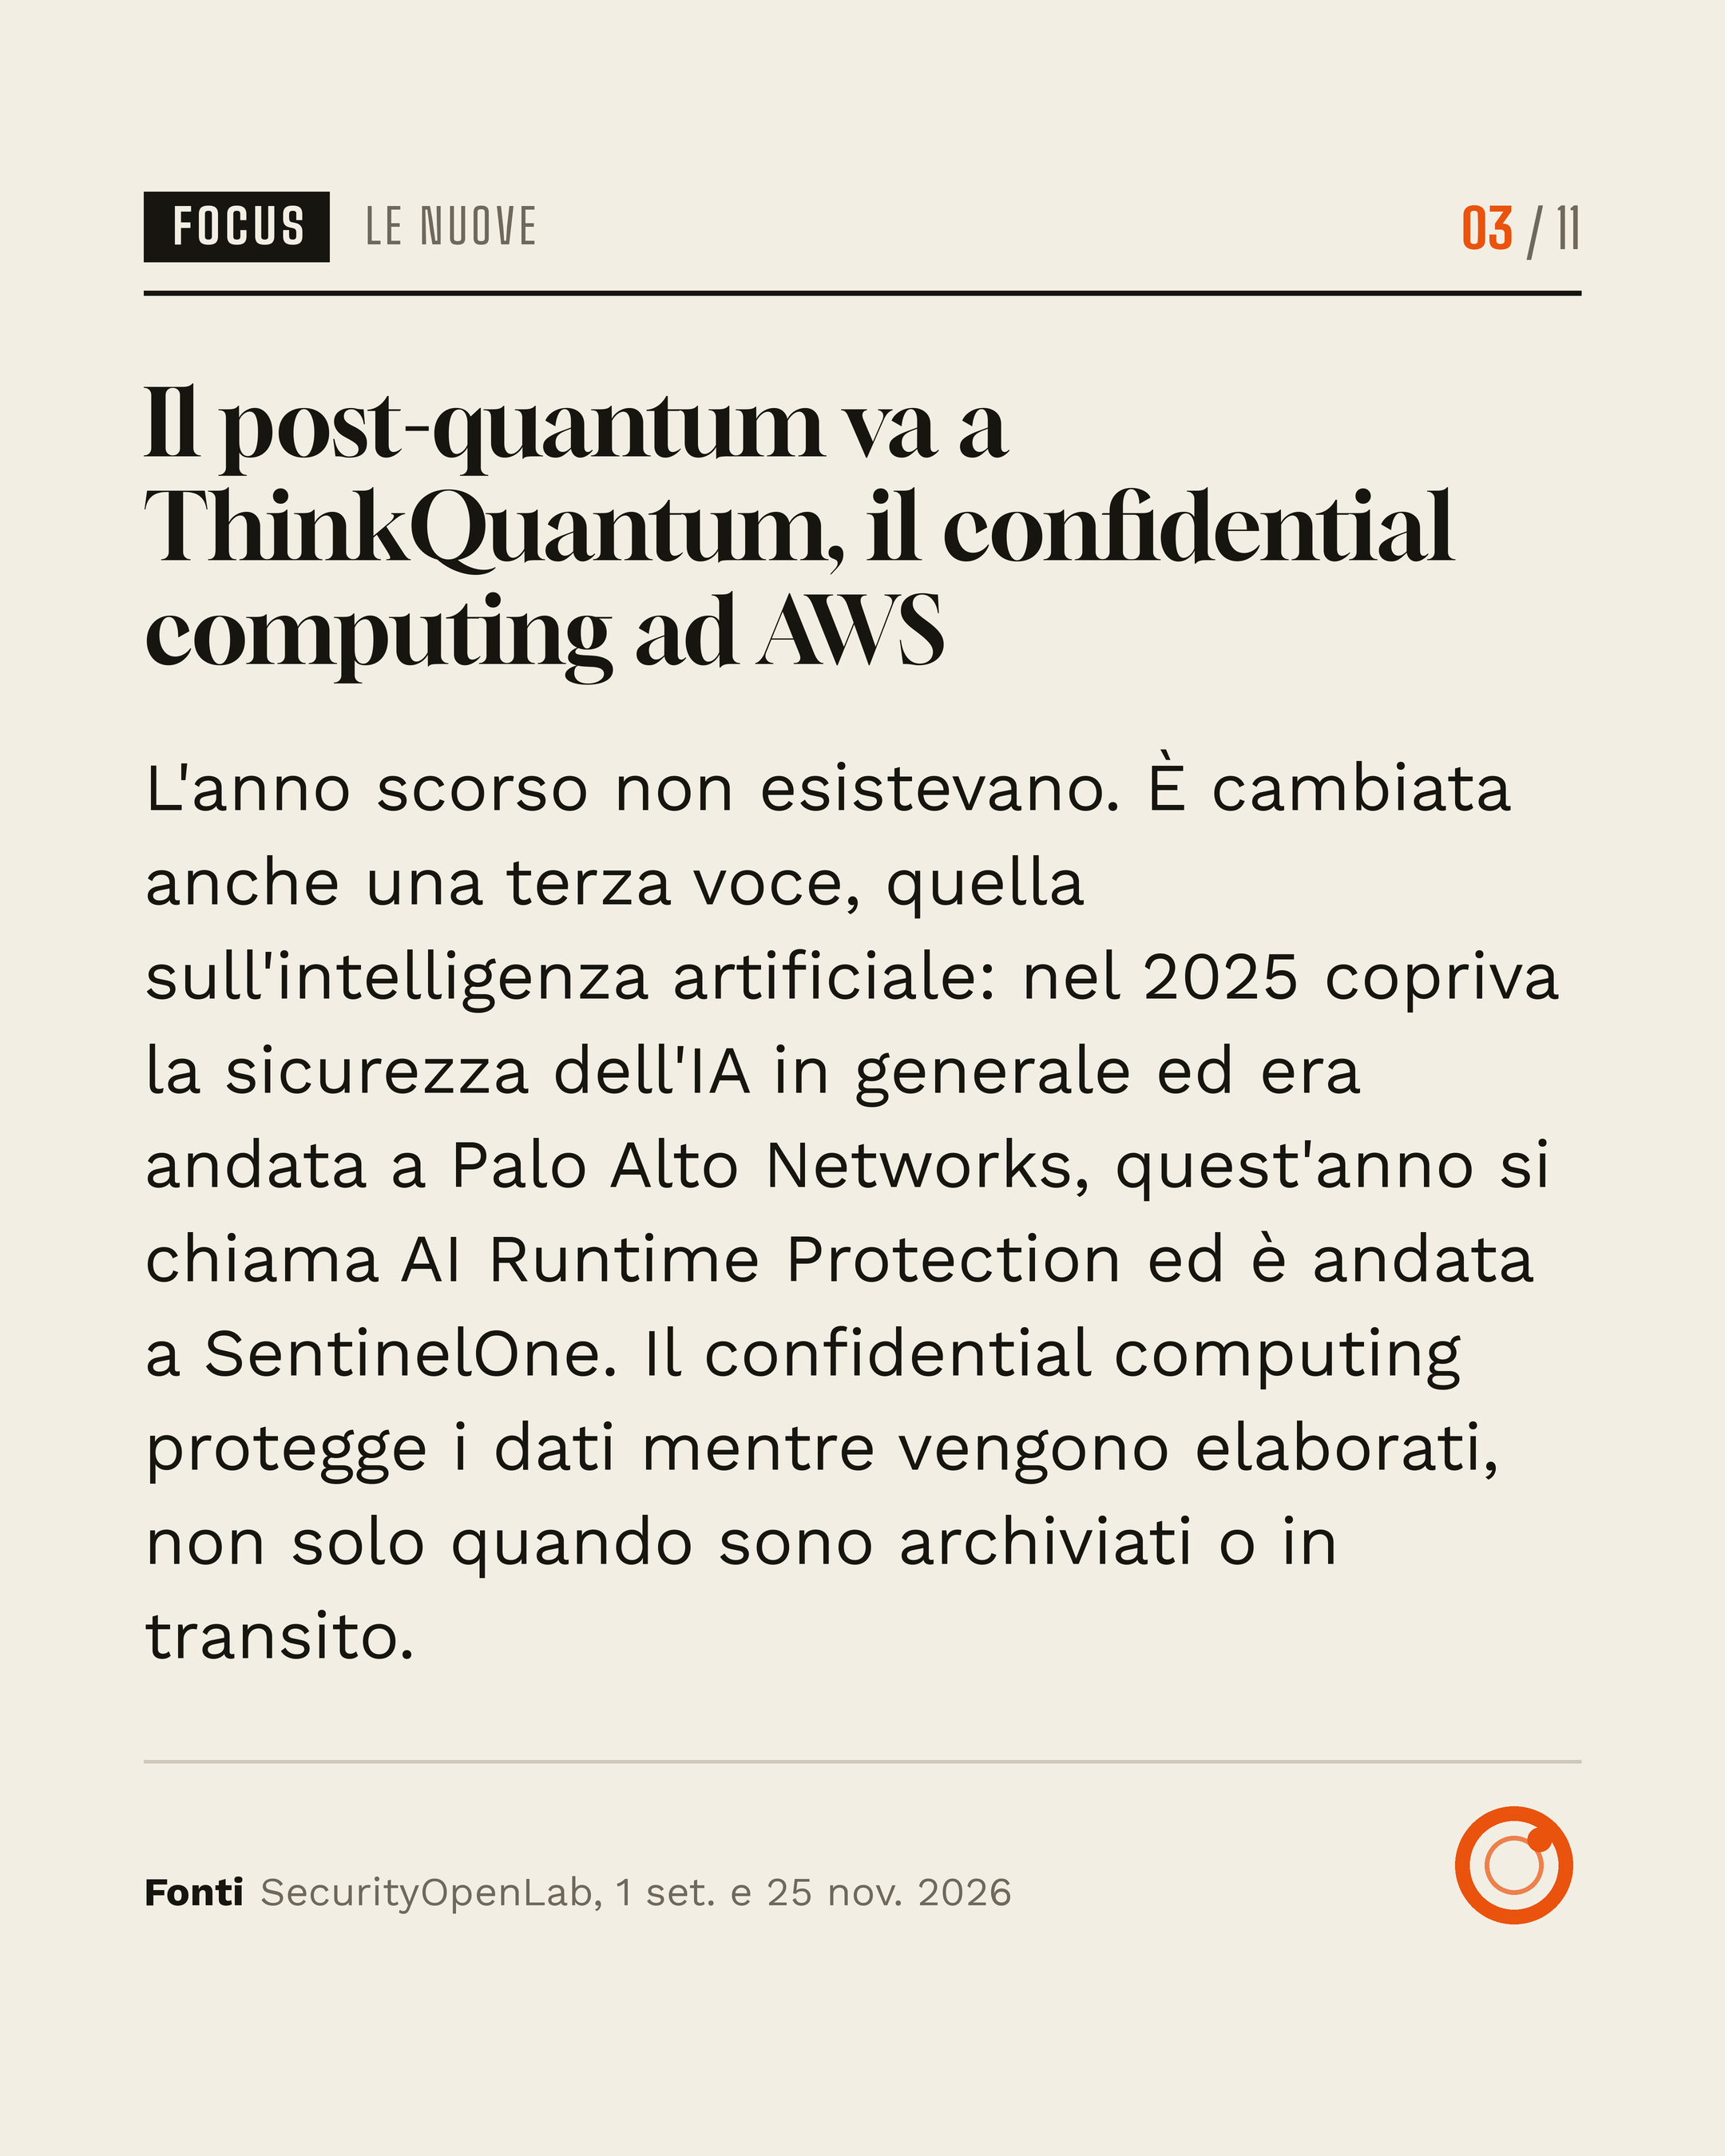 FOCUS LE NUOVE 03 / 11
Il post-quantum va a
ThinkQuantum, il confidential
computing ad AWS
L'anno scorso non esistevano. È cambiata
anche una terza voce, quella
sull'intelligenza artificiale: nel 2025 copriva
la sicurezza dell'IA in generale ed era
andata a Palo Alto Networks, quest'anno si
chiama AI Runtime Protection ed è andata
a SentinelOne. Il confidential computing
protegge i dati mentre vengono elaborati,
non solo quando sono archiviati o in
transito.
Fonti SecurityOpenLab, 1 set. e 25 nov. 2026